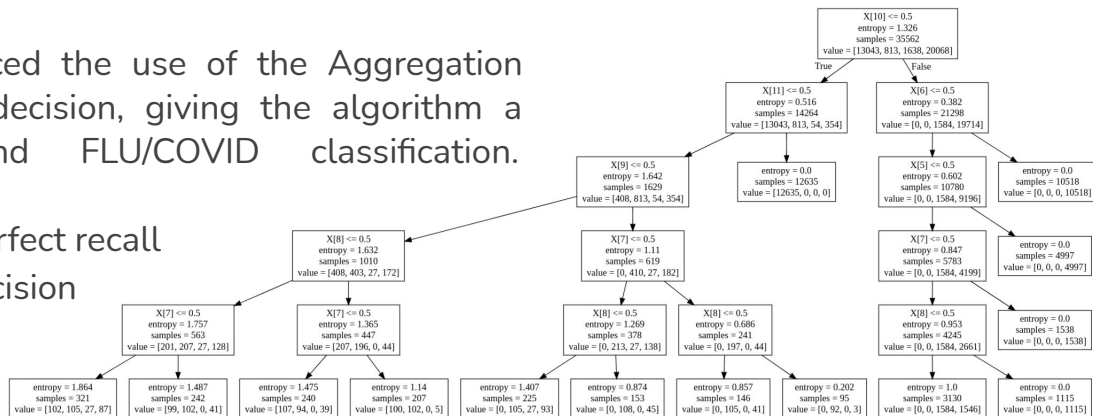 ced the use of the Aggregation
decision, giving the algorithm a
nd FLU/COVID classification.
rfect recall
cision
X[10] <= 0.5
entropy = 1.326
samples = 35562
value = [13043, 813, 1638, 20068]
True
False
X[11] <= 0.5
entropy = 0.516
samples = 14264
value = [13043, 813, 54, 354]
X[6] <= 0.5
entropy = 0.382
samples = 21298
value = [0, 0, 1584, 19714]
X[9] <= 0.5
entropy = 1.642
samples = 1629
value = [408, 813, 54, 354]
entropy = 0.0
samples = 12635
value = [12635, 0, 0, 0]
X[5] <= 0.5
entropy = 0.602
samples = 10780
value = [0, 0, 1584, 9196]
entropy = 0.0
samples = 10518
value = [0, 0, 0, 10518]
X[8] <= 0.5
entropy = 1.632
samples = 1010
value = [408, 403, 27, 172]
X[7] <= 0.5
entropy = 1.11
samples = 619
value = [0, 410, 27, 182]
X[7] <= 0.5
entropy = 0.847
samples = 5783
value = [0, 0, 1584, 4199]
entropy = 0.0
samples = 4997
value = [0, 0, 0, 4997]
X[7] <= 0.5
entropy = 1.757
samples = 563
value = [201, 207, 27, 128]
X[7] <= 0.5
entropy = 1.365
samples = 447
value = [207, 196, 0, 44]
X[8] <= 0.5
entropy = 1.269
samples = 378
value = [0, 213, 27, 138]
X[8] <= 0.5
entropy = 0.686
samples = 241
value = [0, 197, 0, 44]
X[8] <= 0.5
entropy = 0.953
samples = 4245
value = [0, 0, 1584, 2661]
entropy = 0.0
samples = 1538
value = [0, 0, 0, 1538]
entropy = 1.864
samples = 321
value = [102, 105, 27, 87]
entropy = 1.487
samples = 242
value = [99, 102, 0, 41]
entropy = 1.475
samples = 240
value = [107, 94, 0, 39]
entropy = 1.14
samples = 207
value = [100, 102, 0, 5]
entropy = 1.407
samples = 225
value = [0, 105, 27, 93]
entropy = 0.874
samples = 153
value = [0, 108, 0, 45]
entropy = 0.857
samples = 146
value = [0, 105, 0, 41]
entropy = 0.202
samples = 95
value = [0, 92, 0, 3]
entropy = 1.0
samples = 3130
value = [0, 0, 1584, 1546]
entropy = 0.0
samples = 1115
value = [0, 0, 0, 1115]